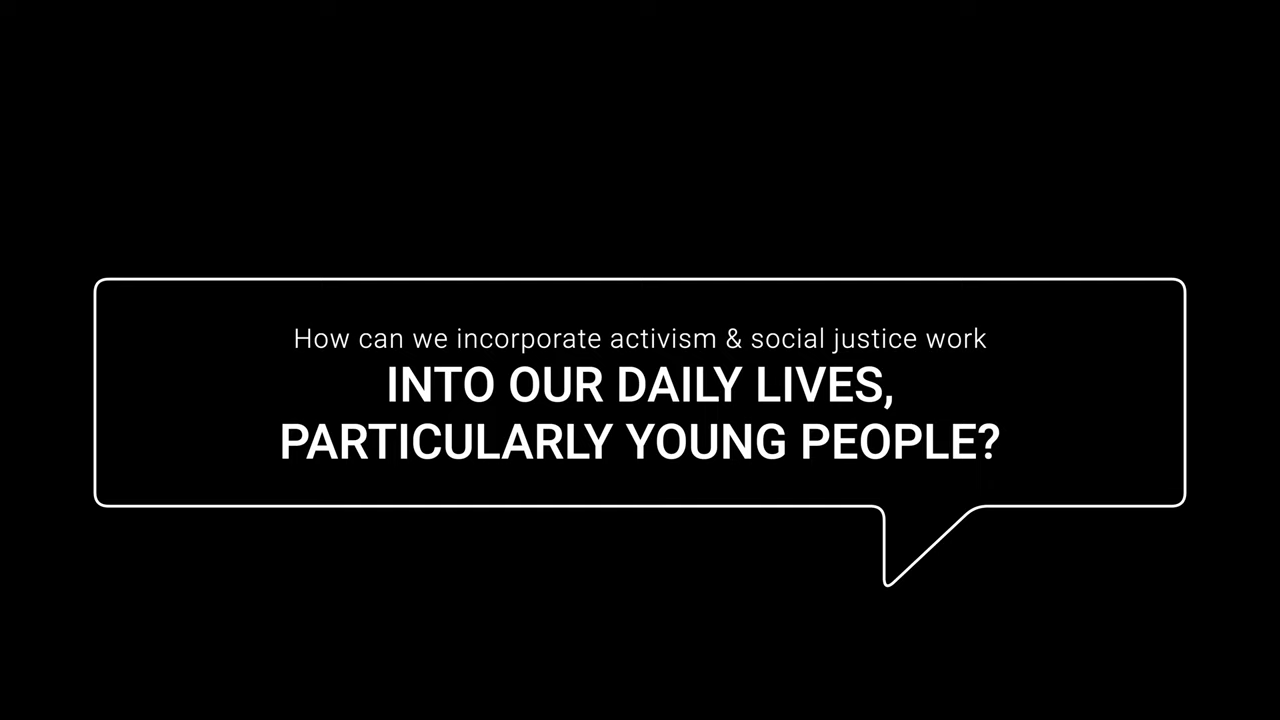 How can we incorporate activism & social justice work
INTO OUR DAILY LIVES,
PARTICULARLY YOUNG PEOPLE?